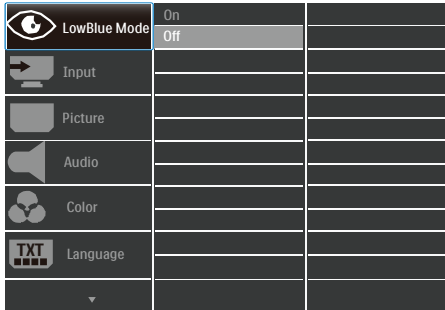 LowBlue Mode
On
Off
Input
Picture
Audio
Color
TXT
Language